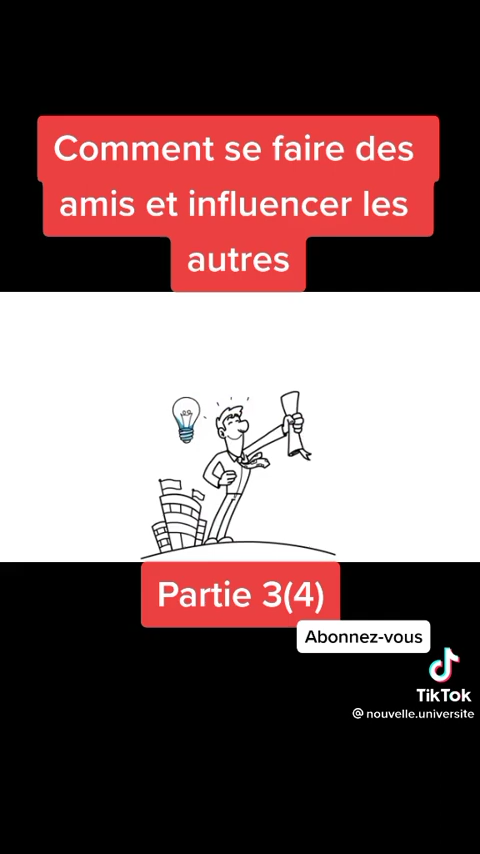 Comment se faire des
amis et influencer les
autres
Partie 3(4)
Abonnez-vous
TikTok
@nouvelle.universite